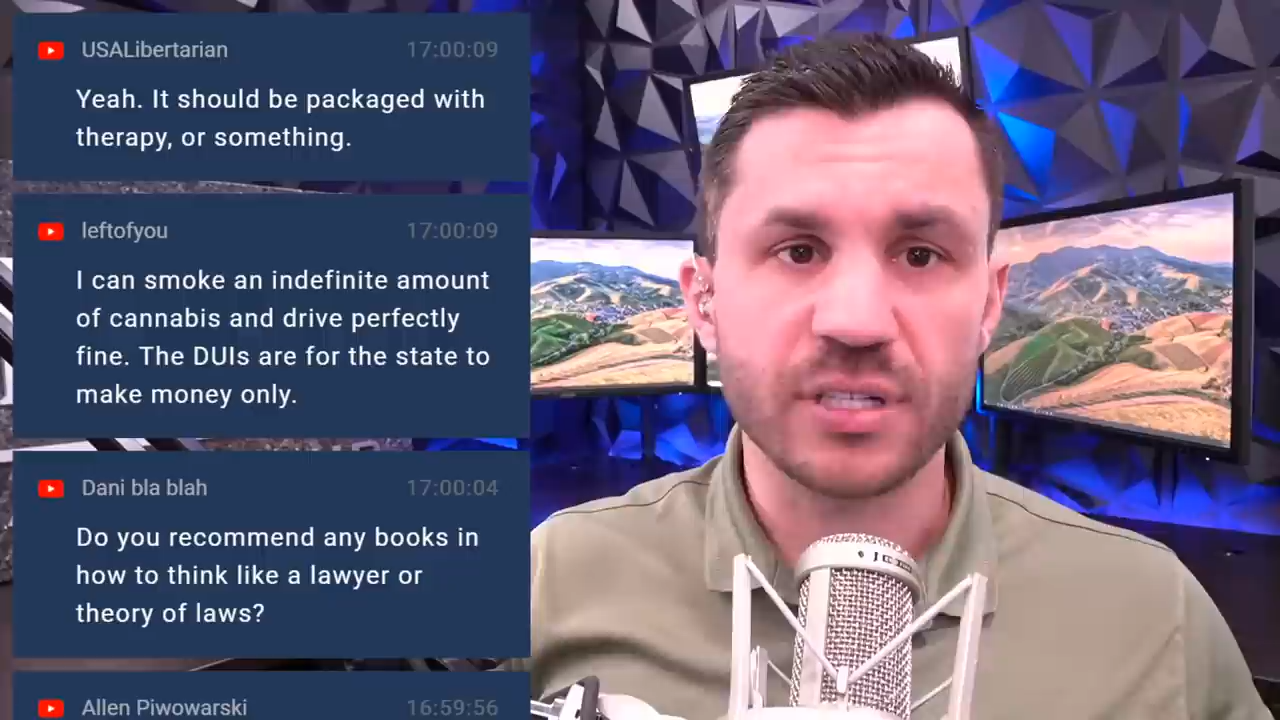 USALibertarian 17:00:09
Yeah. It should be packaged with
therapy, or something.
leftofyou 17:00:09
I can smoke an indefinite amount
of cannabis and drive perfectly
fine. The DUIs are for the state to
make money only.
Dani bla blah 17:00:04
Do you recommend any books in
how to think like a lawyer or
theory of laws?
Allen Piwowarski 16:59:56